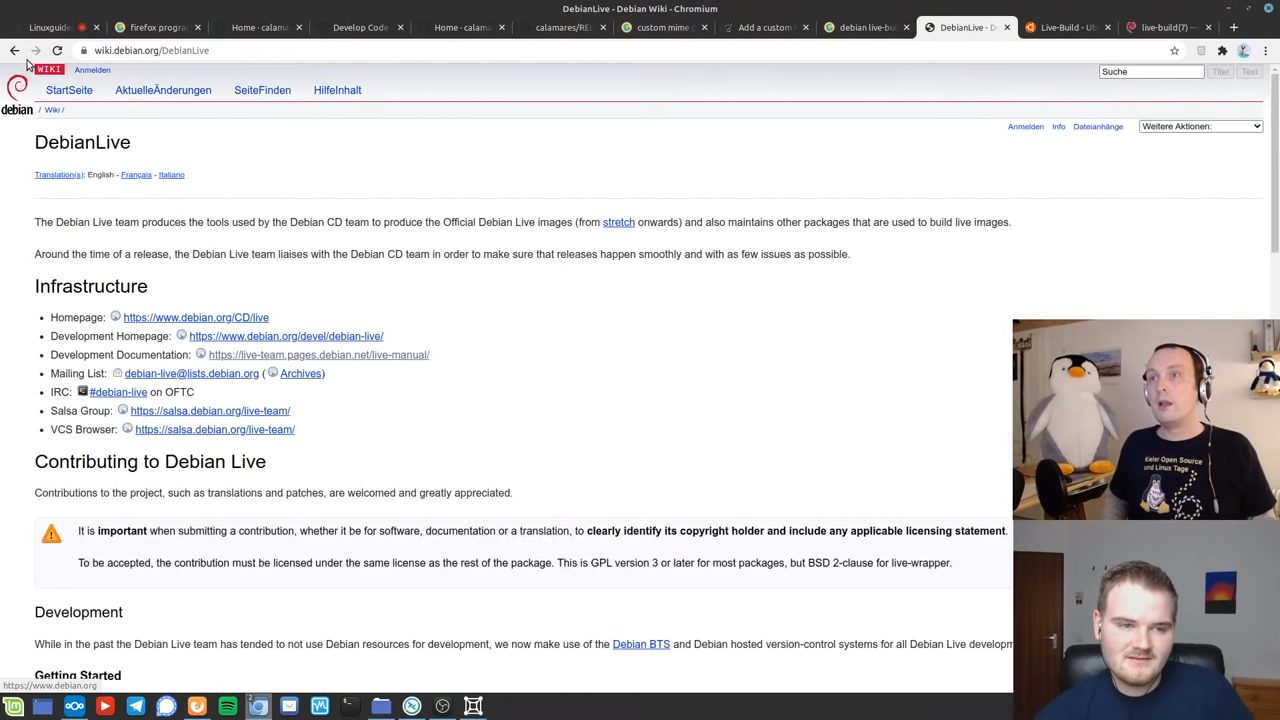 DebianLive - Debian Wiki - Chromium
Linuxguide
firefox progran
Home - calama
Develop Code
Home - calama
calamares/REL
custom mime
Add a custom
debian live-bu
DebianLive - D
Live-Build - Ub
live-build(7) —
wiki.debian.org/DebianLive
WIKI
Anmelden
Suche
Titel
Text
debian
StartSeite
AktuelleÄnderungen
SeiteFinden
HilfeInhalt
/ Wiki /
Anmelden
Info
Dateianhänge
Weitere Aktionen:
DebianLive
Translation(s): English - Français - Italiano
The Debian Live team produces the tools used by the Debian CD team to produce the Official Debian Live images (from stretch onwards) and also maintains other packages that are used to build live images.
Around the time of a release, the Debian Live team liaises with the Debian CD team in order to make sure that releases happen smoothly and with as few issues as possible.
Infrastructure
• Homepage: https://www.debian.org/CD/live
• Development Homepage: https://www.debian.org/devel/debian-live/
• Development Documentation: https://live-team.pages.debian.net/live-manual/
• Mailing List: debian-live@lists.debian.org ( Archives)
• IRC: #debian-live on OFTC
• Salsa Group: https://salsa.debian.org/live-team/
• VCS Browser: https://salsa.debian.org/live-team/
Contributing to Debian Live
Contributions to the project, such as translations and patches, are welcomed and greatly appreciated.
It is important when submitting a contribution, whether it be for software, documentation or a translation, to clearly identify its copyright holder and include any applicable licensing statement.
To be accepted, the contribution must be licensed under the same license as the rest of the package. This is GPL version 3 or later for most packages, but BSD 2-clause for live-wrapper.
Development
While in the past the Debian Live team has tended to not use Debian resources for development, we now make use of the Debian BTS and Debian hosted version-control systems for all Debian Live developm
Getting Started
https://www.debian.org
Kieler Open Source
und Linux Tage